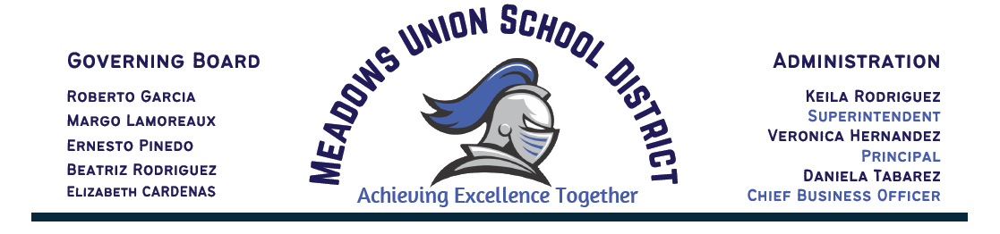 MEADOWS UNION SCHOOL DISTRICT
GOVERNING BOARD
ROBERTO GARCIA
MARGO LAMOREAUX
ERNESTO PINEDO
BEATRIZ RODRIGUEZ
ELIZABETH CARDENAS
Achieving Excellence Together
ADMINISTRATION
KEILA RODRIGUEZ
SUPERINTENDENT
VERONICA HERNANDEZ
PRINCIPAL
DANIELA TABAREZ
CHIEF BUSINESS OFFICER